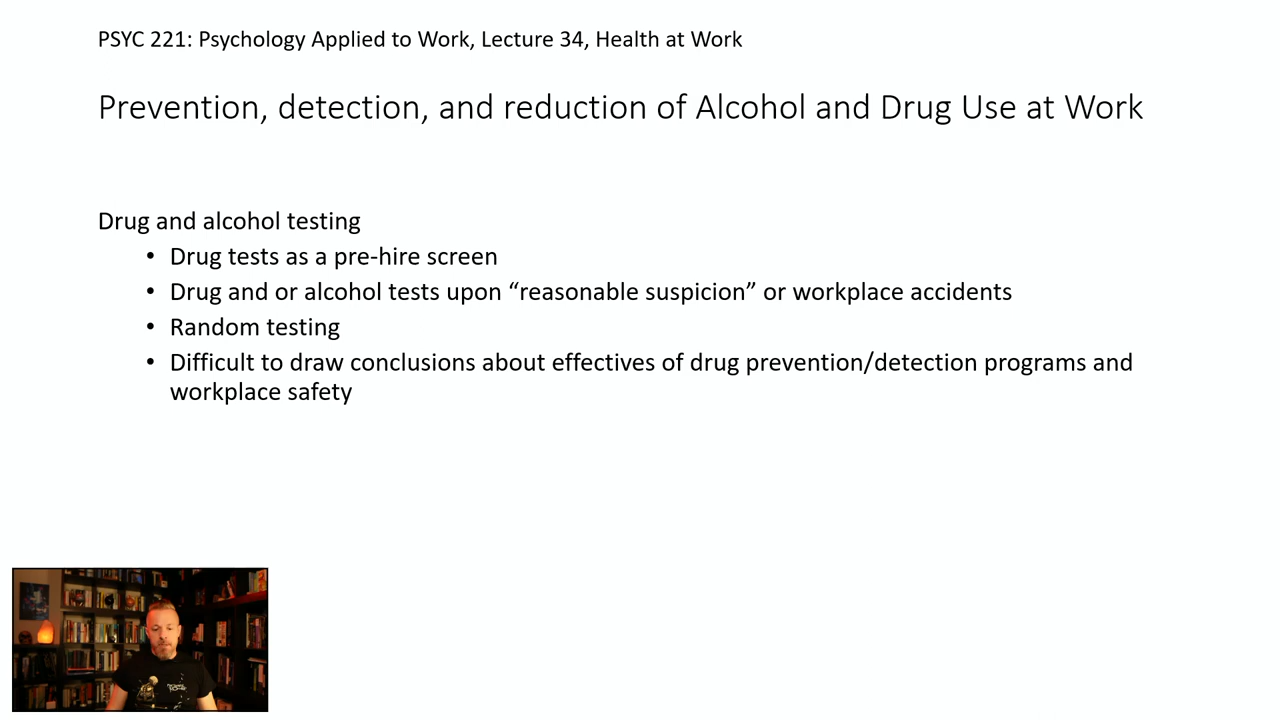 PSYC 221: Psychology Applied to Work, Lecture 34, Health at Work
Prevention, detection, and reduction of Alcohol and Drug Use at Work
Drug and alcohol testing
• Drug tests as a pre-hire screen
• Drug and or alcohol tests upon “reasonable suspicion” or workplace accidents
• Random testing
• Difficult to draw conclusions about effectives of drug prevention/detection programs and
workplace safety